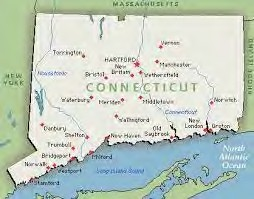 MASSACHUSETTS
NEW
YORK
RHODE ISLAND
Vernon
Torrington
HARTFORD
Manchester
Housatonic
New
Britain
Bristol
Wethersfield
CONNECTICUT
Waterbury
Meriden
Middletown
Norwich
Connecticut
Wallingford
New
London
Groton
Danbury
Old
Saybrook
Shelton
New Haven
Trumbull
Bridgeport
Milford
Norwalk
Westport
Long Island Sound
Stamford
North
Atlantic
Ocean